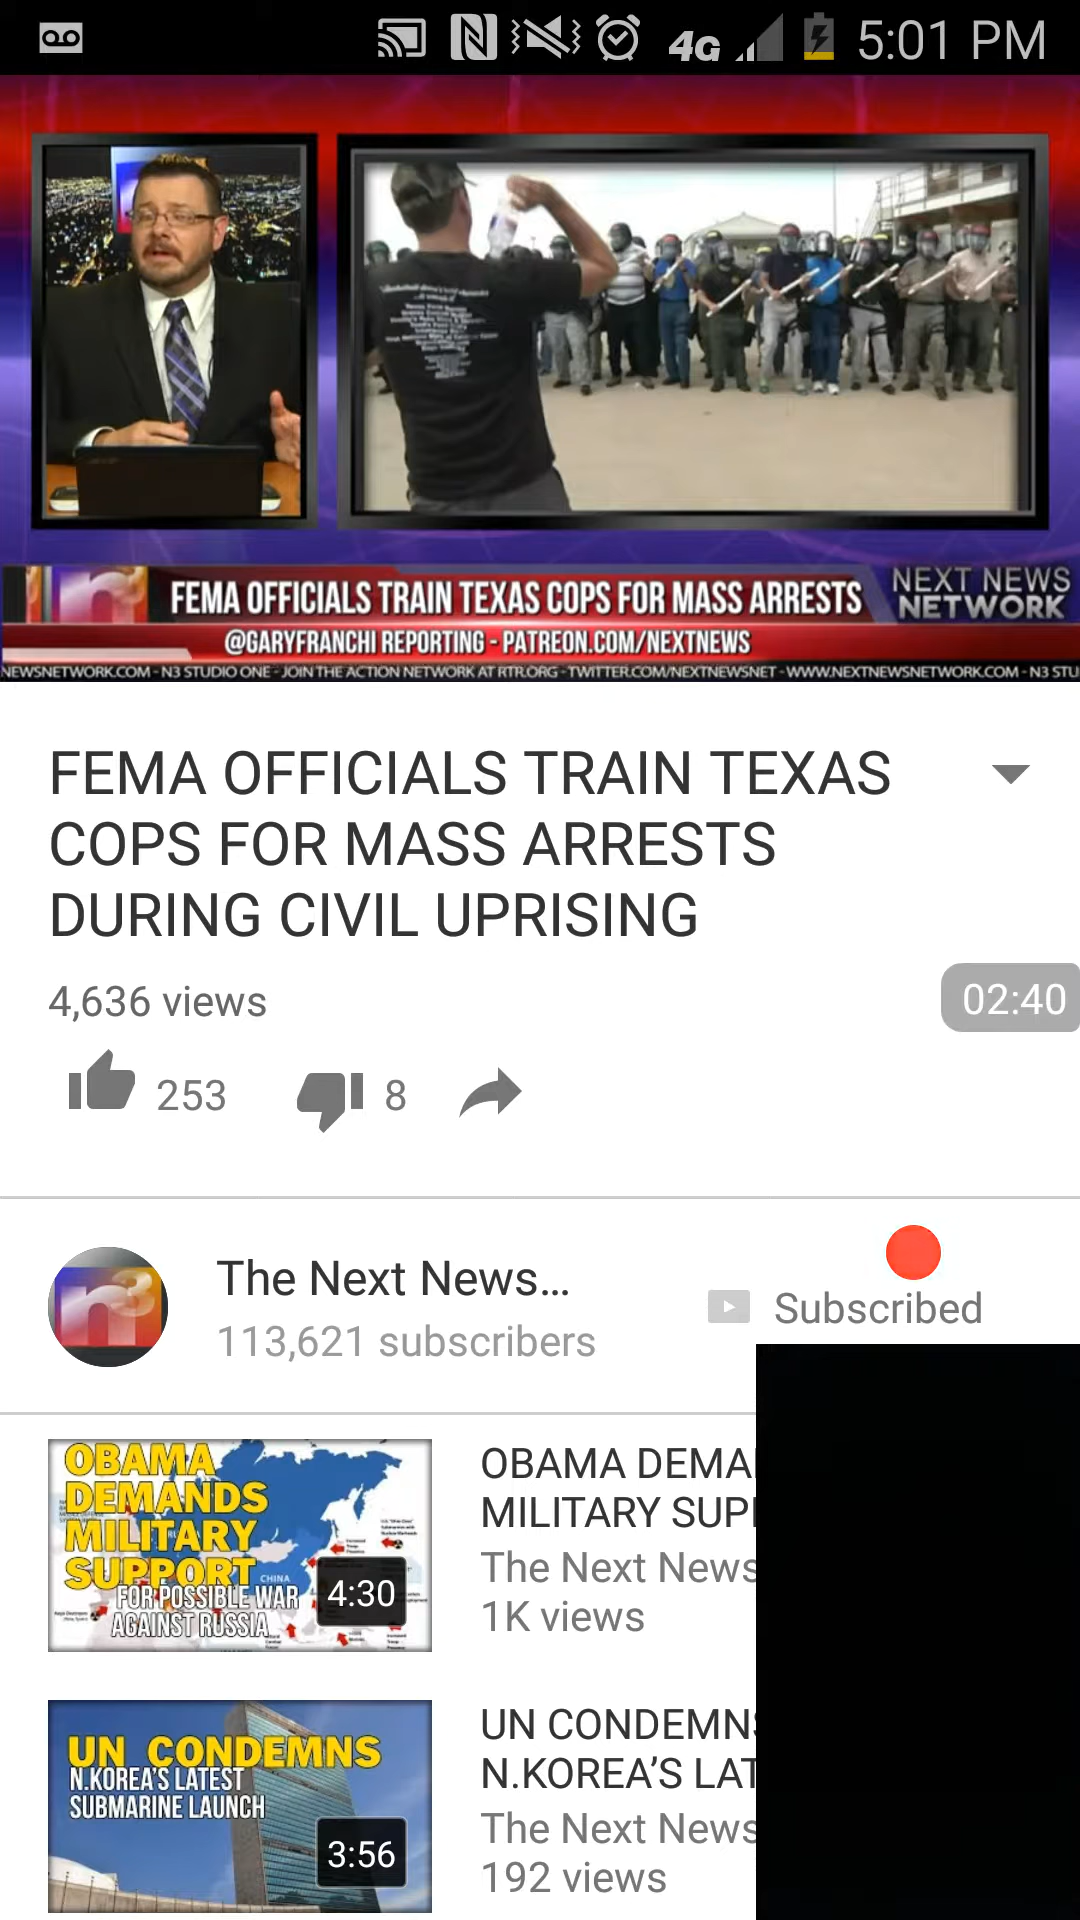 4G 5:01 PM
n3
FEMA OFFICIALS TRAIN TEXAS COPS FOR MASS ARRESTS
NEXT NEWS
NETWORK
@GARYFRANCHI REPORTING - PATREON.COM/NEXTNEWS
NEWSNETWORK.COM - N3 STUDIO ONE - JOIN THE ACTION NETWORK AT RTR.ORG - TWITTER.COM/NEXTNEWSNET - WWW.NEXTNEWSNETWORK.COM - N3 STU
FEMA OFFICIALS TRAIN TEXAS
COPS FOR MASS ARRESTS
DURING CIVIL UPRISING
4,636 views
02:40
253 8
n3
The Next News...
Subscribed
113,621 subscribers
OBAMA
DEMANDS
MILITARY
SUPPORT
CHINA
FOR POSSIBLE WAR
AGAINST RUSSIA
4:30
OBAMA DEMA
MILITARY SUP
The Next News
1K views
UN CONDEMNS
N.KOREA'S LATEST
SUBMARINE LAUNCH
3:56
UN CONDEMNS
N.KOREA’S LAT
The Next News
192 views